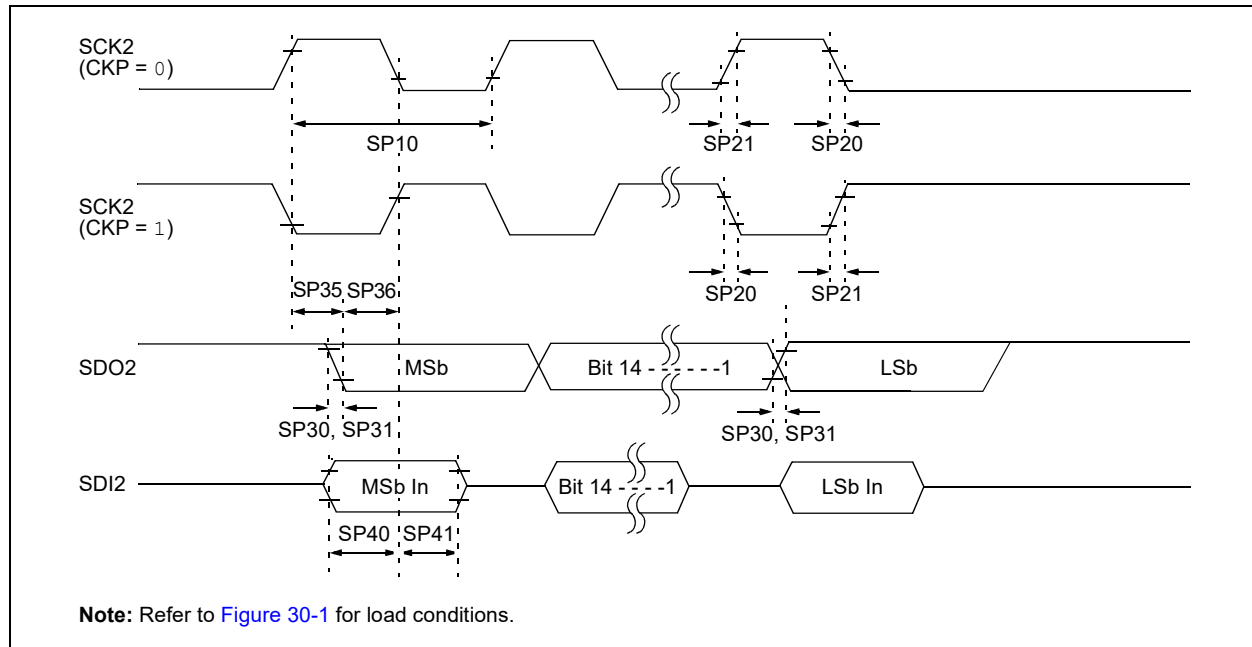 SCK2
(CKP = 0)
SP10
SP21
SP20
SCK2
(CKP = 1)
SP35
SP36
SP20
SP21
SDO2
MSb
Bit 14 - - - - - -1
LSb
SP30, SP31
SP30, SP31
SDI2
MSb In
Bit 14 - - - -1
LSb In
SP40
SP41
Note: Refer to Figure 30-1 for load conditions.